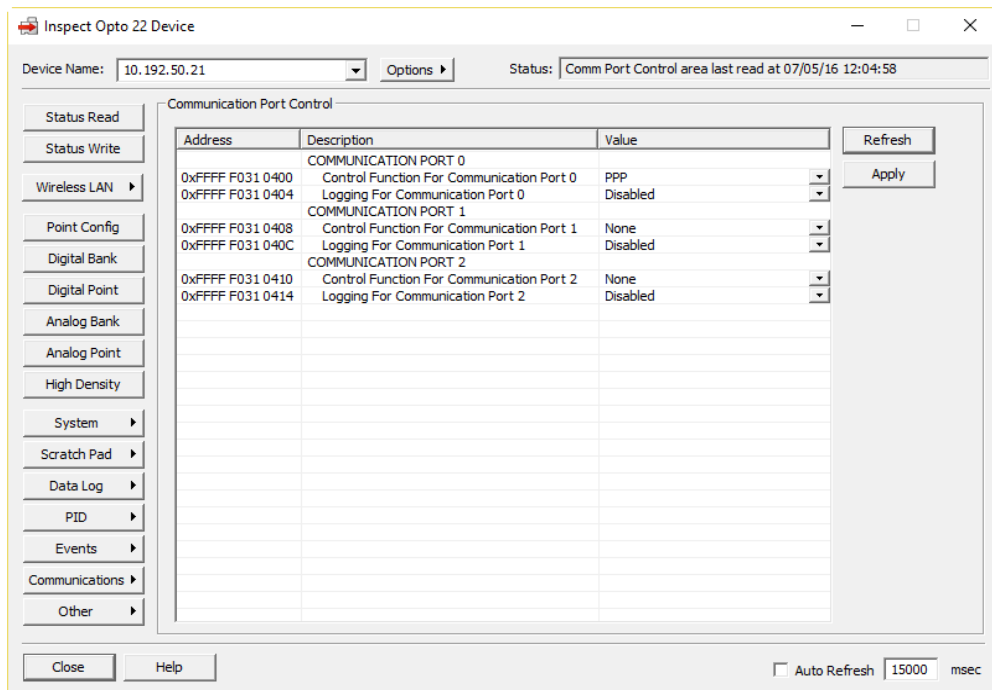 Inspect Opto 22 Device
Device Name: 10.192.50.21 Options Status: Comm Port Control area last read at 07/05/16 12:04:58
Status Read
Status Write
Wireless LAN
Point Config
Digital Bank
Digital Point
Analog Bank
Analog Point
High Density
System
Scratch Pad
Data Log
PID
Events
Communications
Other
Communication Port Control
Address Description Value
COMMUNICATION PORT 0
0xFFFF F031 0400 Control Function For Communication Port 0 PPP
0xFFFF F031 0404 Logging For Communication Port 0 Disabled
COMMUNICATION PORT 1
0xFFFF F031 0408 Control Function For Communication Port 1 None
0xFFFF F031 040C Logging For Communication Port 1 Disabled
COMMUNICATION PORT 2
0xFFFF F031 0410 Control Function For Communication Port 2 None
0xFFFF F031 0414 Logging For Communication Port 2 Disabled
Refresh
Apply
Close Help Auto Refresh 15000 msec